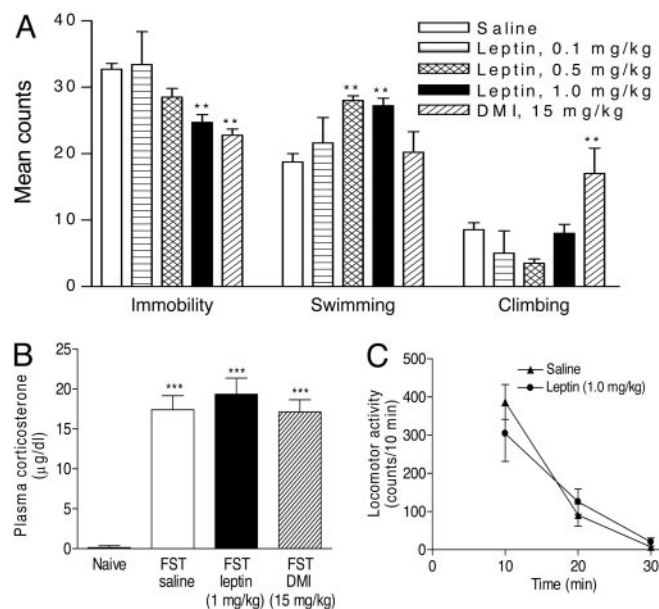 A
Saline
Leptin, 0.1 mg/kg
Leptin, 0.5 mg/kg
Leptin, 1.0 mg/kg
DMI, 15 mg/kg
Mean counts
40
30
20
10
0
** **
** **
**
Immobility Swimming Climbing
B
Plasma corticosterone
(µg/dl)
25
20
15
10
5
0
*** *** ***
Naive FST FST FST
saline leptin DMI
(1 mg/kg) (15 mg/kg)
C
Saline
Leptin (1.0 mg/kg)
Locomotor activity
(counts/10 min)
500
400
300
200
100
0
0 10 20 30
Time (min)